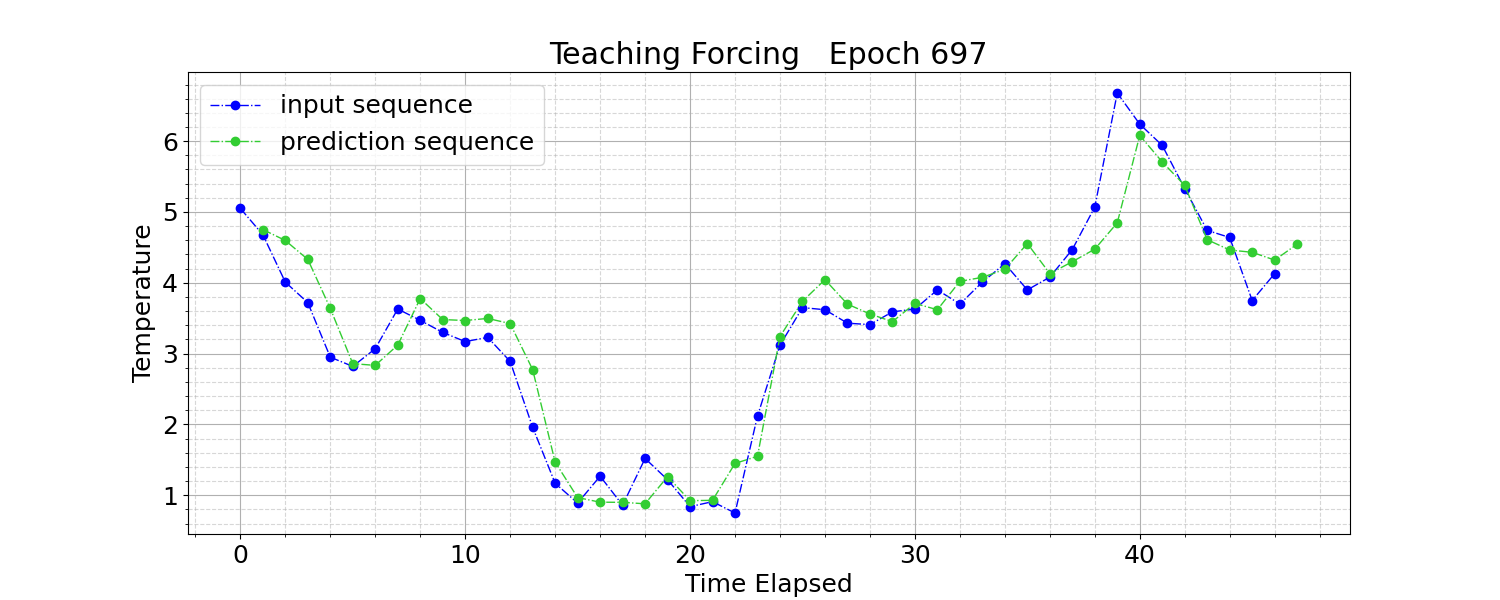 Teaching Forcing   Epoch 697
input sequence
prediction sequence
Temperature
6
5
4
3
2
1
0 10 20 30 40
Time Elapsed